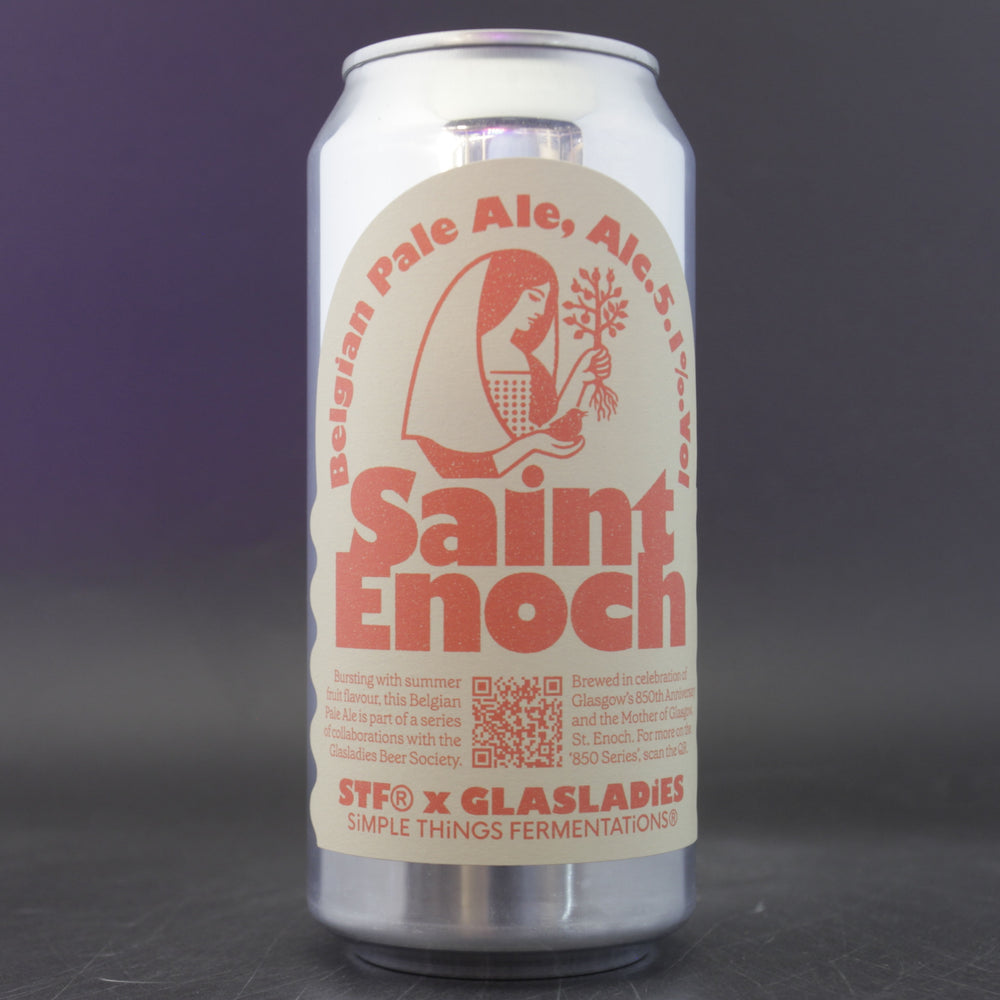 Belgian Pale Ale, Alc.5.1%.Vol
Saint
Enoch
Bursting with summer
fruit flavour, this Belgian
Pale Ale is part of a series
of collaborations with the
Glasladies Beer Society.
Brewed in celebration of
Glasgow's 850th Anniversary
and the Mother of Glasgow,
St. Enoch. For more on the
'850 Series', scan the QR.
STF® x GLASLADiES
SiMPLE THiNGS FERMENTATiONS®